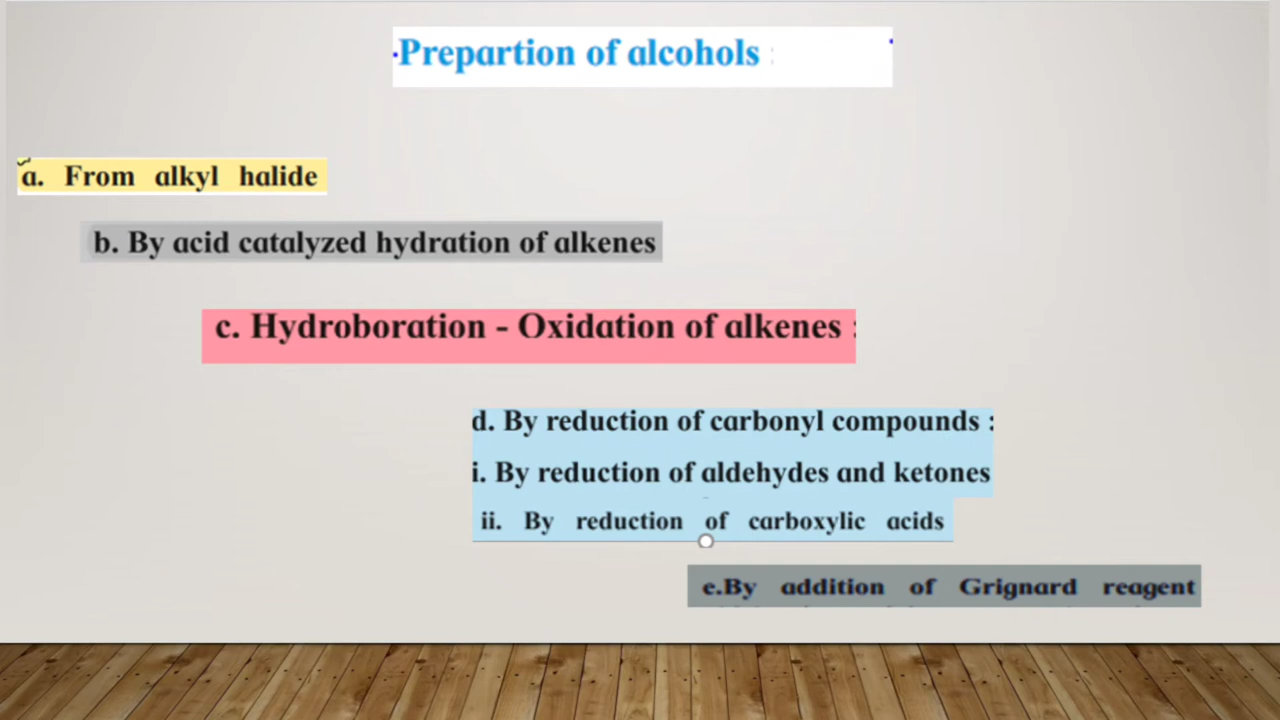 ·Prepartion of alcohols :
a. From alkyl halide
b. By acid catalyzed hydration of alkenes
c. Hydroboration - Oxidation of alkenes :
d. By reduction of carbonyl compounds :
i. By reduction of aldehydes and ketones
ii. By reduction of carboxylic acids
e.By addition of Grignard reagent